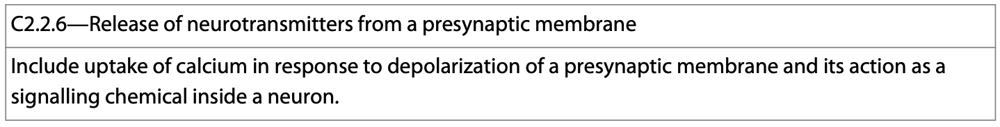 C2.2.6—Release of neurotransmitters from a presynaptic membrane
Include uptake of calcium in response to depolarization of a presynaptic membrane and its action as a
signalling chemical inside a neuron.